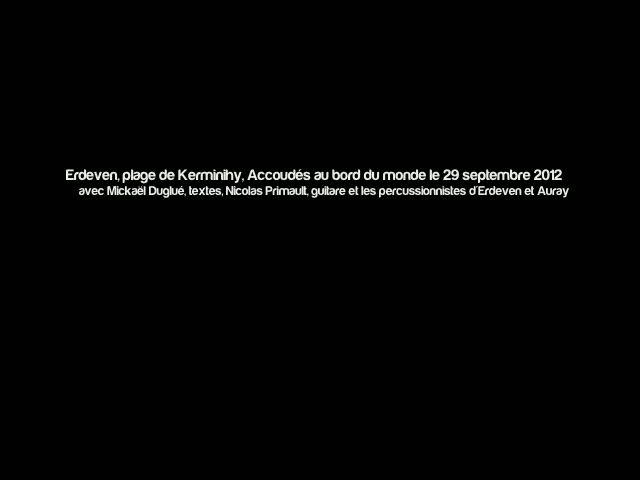 Erdeven, plage de Kerminihy, Accoudés au bord du monde le 29 septembre 2012
avec Mickaël Duglué, textes, Nicolas Primault, guitare et les percussionnistes d'Erdeven et Auray